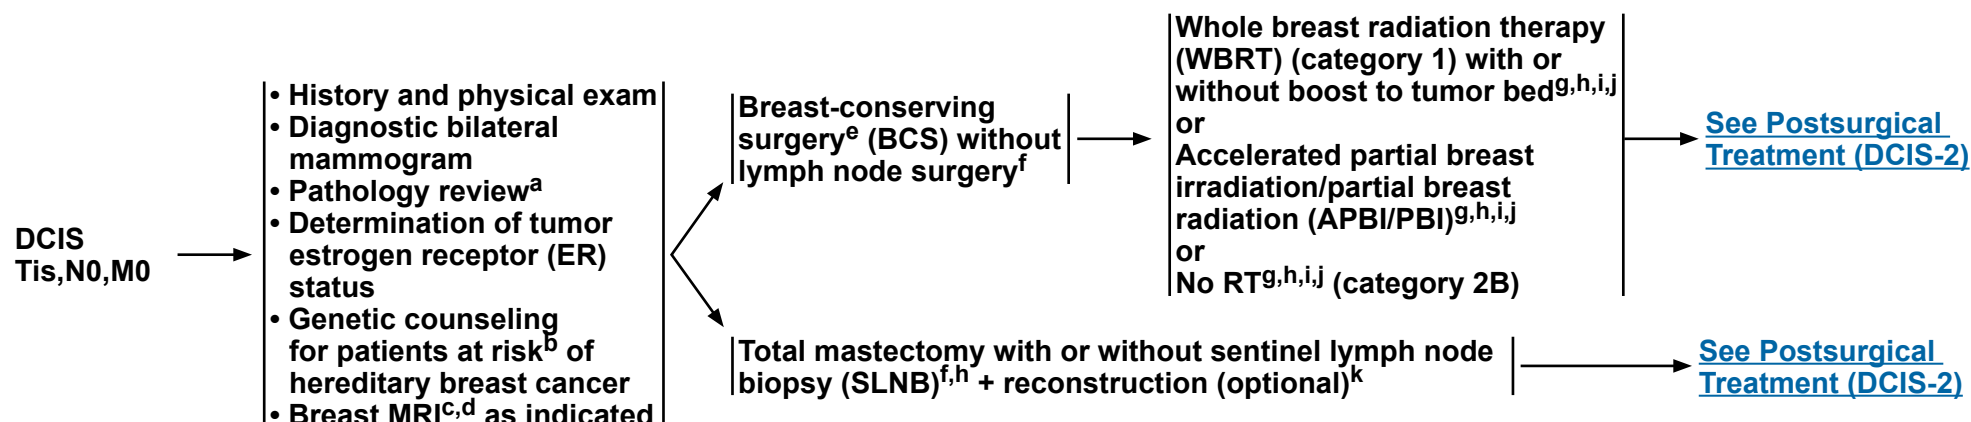 DCIS
Tis,N0,M0
• History and physical exam
• Diagnostic bilateral
mammogram
• Pathology reviewa
• Determination of tumor
estrogen receptor (ER)
status
• Genetic counseling
for patients at riskb of
hereditary breast cancer
• Breast MRIc,d as indicated
Breast-conserving
surgerye (BCS) without
lymph node surgeryf
Whole breast radiation therapy
(WBRT) (category 1) with or
without boost to tumor bedg,h,i,j
or
Accelerated partial breast
irradiation/partial breast
radiation (APBI/PBI)g,h,i,j
or
No RTg,h,i,j (category 2B)
See Postsurgical
Treatment (DCIS-2)
Total mastectomy with or without sentinel lymph node
biopsy (SLNB)f,h + reconstruction (optional)k
See Postsurgical
Treatment (DCIS-2)